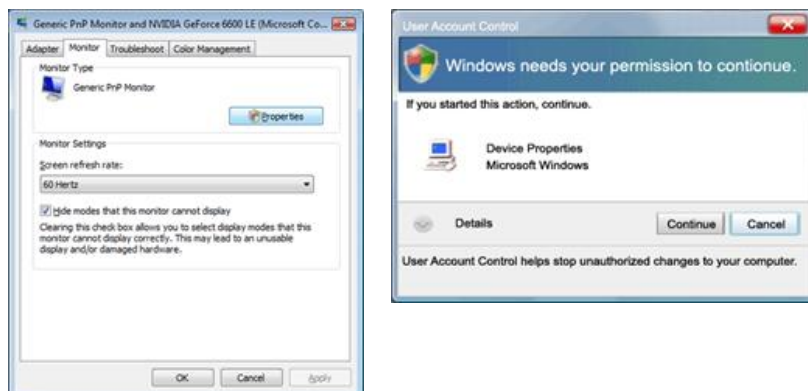 Generic PnP Monitor and NVIDIA GeForce 6600 LE (Microsoft Co...
Adapter Monitor Troubleshoot Color Management
Monitor Type
Generic PnP Monitor
Properties
Monitor Settings
Screen refresh rate:
60 Hertz
Hide modes that this monitor cannot display
Clearing this check box allows you to select display modes that this
monitor cannot display correctly. This may lead to an unusable
display and/or damaged hardware.
OK Cancel Apply
User Account Control
Windows needs your permission to contionue.
If you started this action, continue.
Device Properties
Microsoft Windows
Details Continue Cancel
User Account Control helps stop unauthorized changes to your computer.